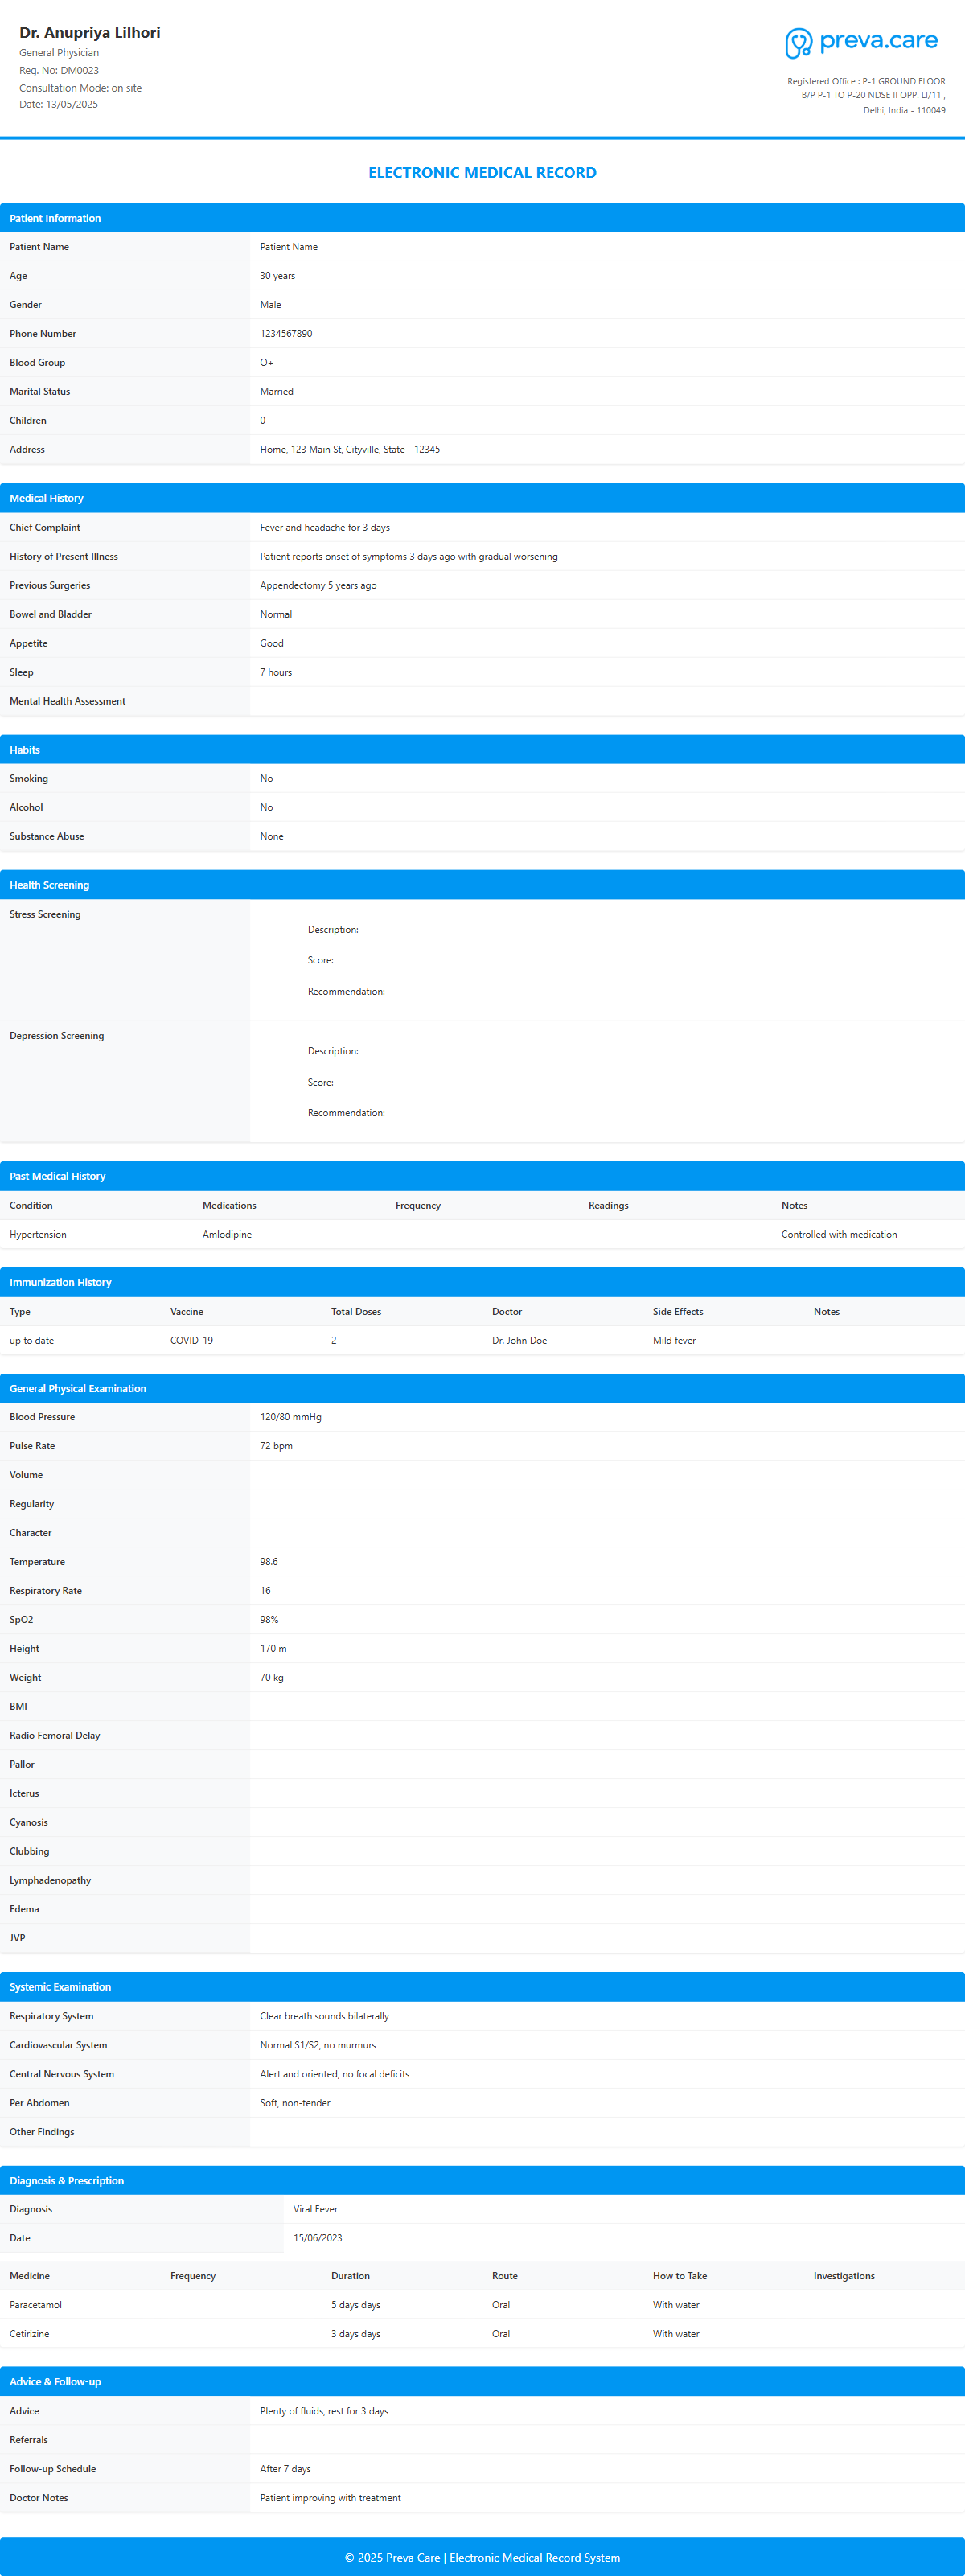 Dr. Anupriya Lilhori
General Physician
Reg. No: DM0023
Consultation Mode: on site
Date: 13/05/2025
preva.care
Registered Office : P-1 GROUND FLOOR
B/P P-1 TO P-20 NDSE II OPP. LI/11 ,
Delhi, India - 110049
ELECTRONIC MEDICAL RECORD
Patient Information
Patient Name Patient Name
Age 30 years
Gender Male
Phone Number 1234567890
Blood Group O+
Marital Status Married
Children 0
Address Home, 123 Main St, Cityville, State - 12345
Medical History
Chief Complaint Fever and headache for 3 days
History of Present Illness Patient reports onset of symptoms 3 days ago with gradual worsening
Previous Surgeries Appendectomy 5 years ago
Bowel and Bladder Normal
Appetite Good
Sleep 7 hours
Mental Health Assessment
Habits
Smoking No
Alcohol No
Substance Abuse None
Health Screening
Stress Screening
Description:
Score:
Recommendation:
Depression Screening
Description:
Score:
Recommendation:
Past Medical History
Condition Medications Frequency Readings Notes
Hypertension Amlodipine Controlled with medication
Immunization History
Type Vaccine Total Doses Doctor Side Effects Notes
up to date COVID-19 2 Dr. John Doe Mild fever
General Physical Examination
Blood Pressure 120/80 mmHg
Pulse Rate 72 bpm
Volume
Regularity
Character
Temperature 98.6
Respiratory Rate 16
SpO2 98%
Height 170 m
Weight 70 kg
BMI
Radio Femoral Delay
Pallor
Icterus
Cyanosis
Clubbing
Lymphadenopathy
Edema
JVP
Systemic Examination
Respiratory System Clear breath sounds bilaterally
Cardiovascular System Normal S1/S2, no murmurs
Central Nervous System Alert and oriented, no focal deficits
Per Abdomen Soft, non-tender
Other Findings
Diagnosis & Prescription
Diagnosis Viral Fever
Date 15/06/2023
Medicine Frequency Duration Route How to Take Investigations
Paracetamol 5 days days Oral With water
Cetirizine 3 days days Oral With water
Advice & Follow-up
Advice Plenty of fluids, rest for 3 days
Referrals
Follow-up Schedule After 7 days
Doctor Notes Patient improving with treatment
© 2025 Preva Care | Electronic Medical Record System